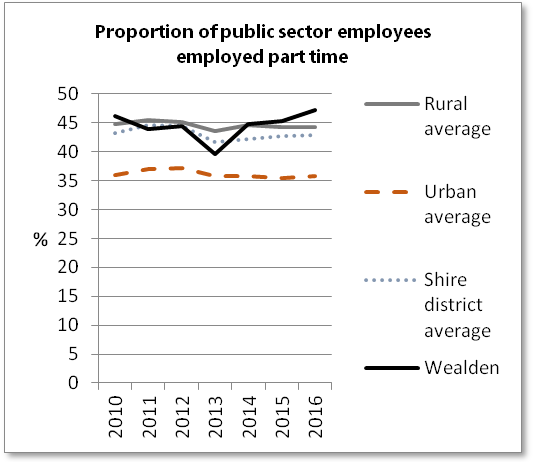 Proportion of public sector employees
employed part time
50
45
40
35
30
25
20
15
10
5
0
%
2010
2011
2012
2013
2014
2015
2016
Rural
average
Urban
average
Shire
district
average
Wealden